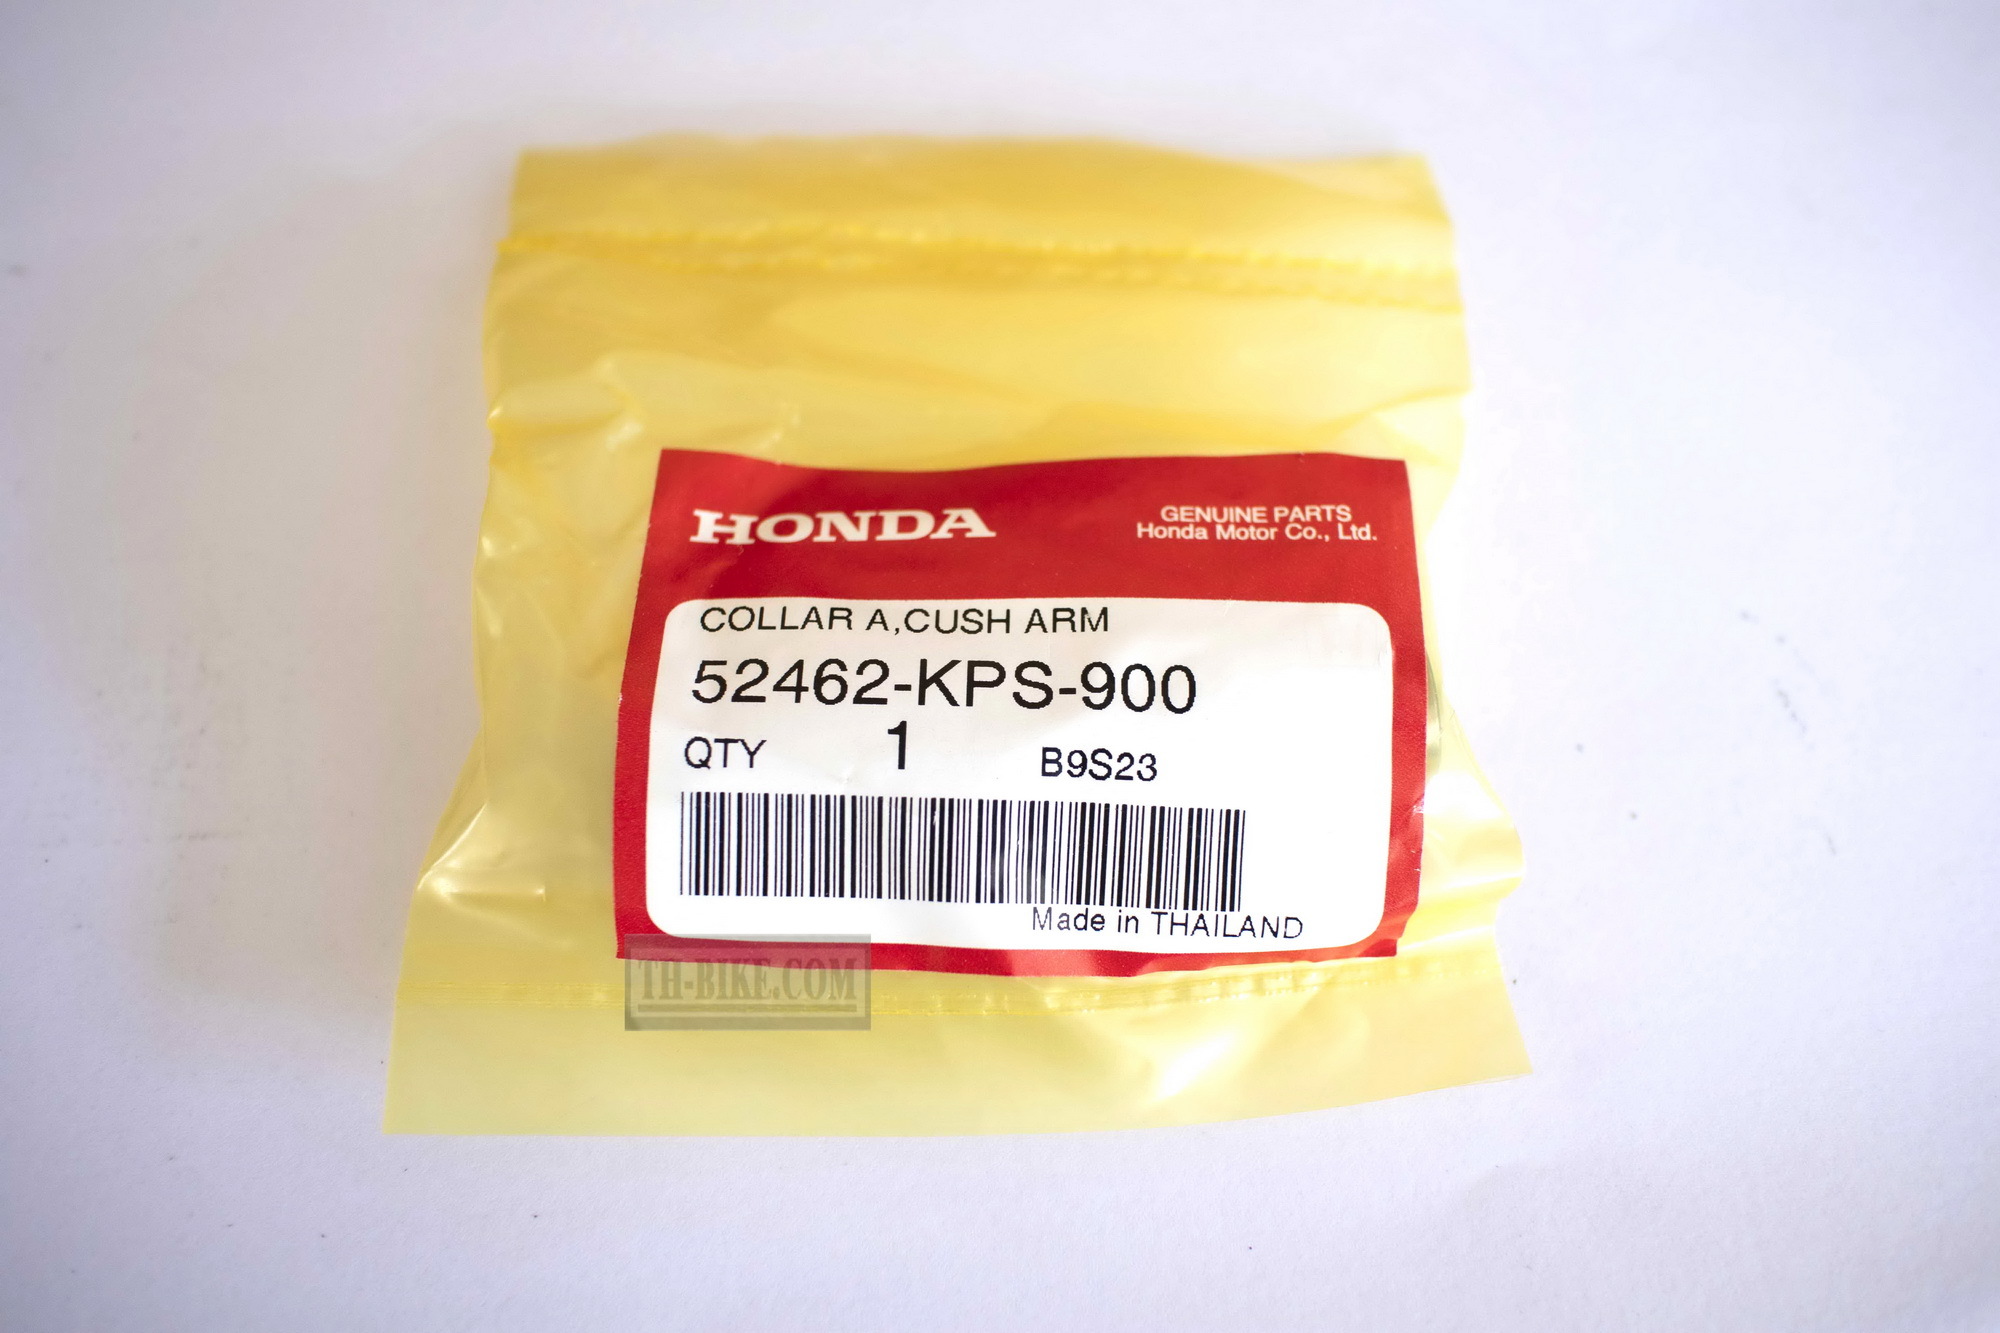 HONDA
GENUINE PARTS
Honda Motor Co., Ltd.
COLLAR A,CUSH ARM
52462-KPS-900
QTY 1 B9S23
Made in THAILAND
TH-BIKE.COM